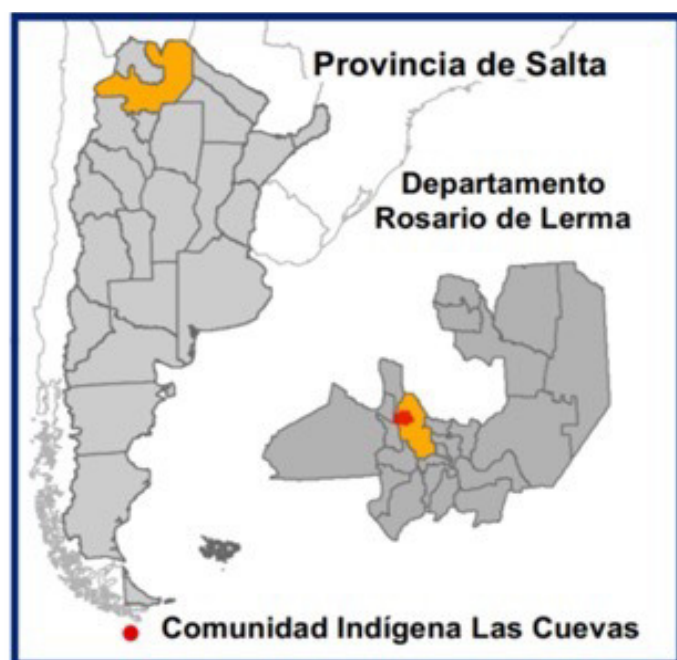 Provincia de Salta
Departamento
Rosario de Lerma
Comunidad Indígena Las Cuevas